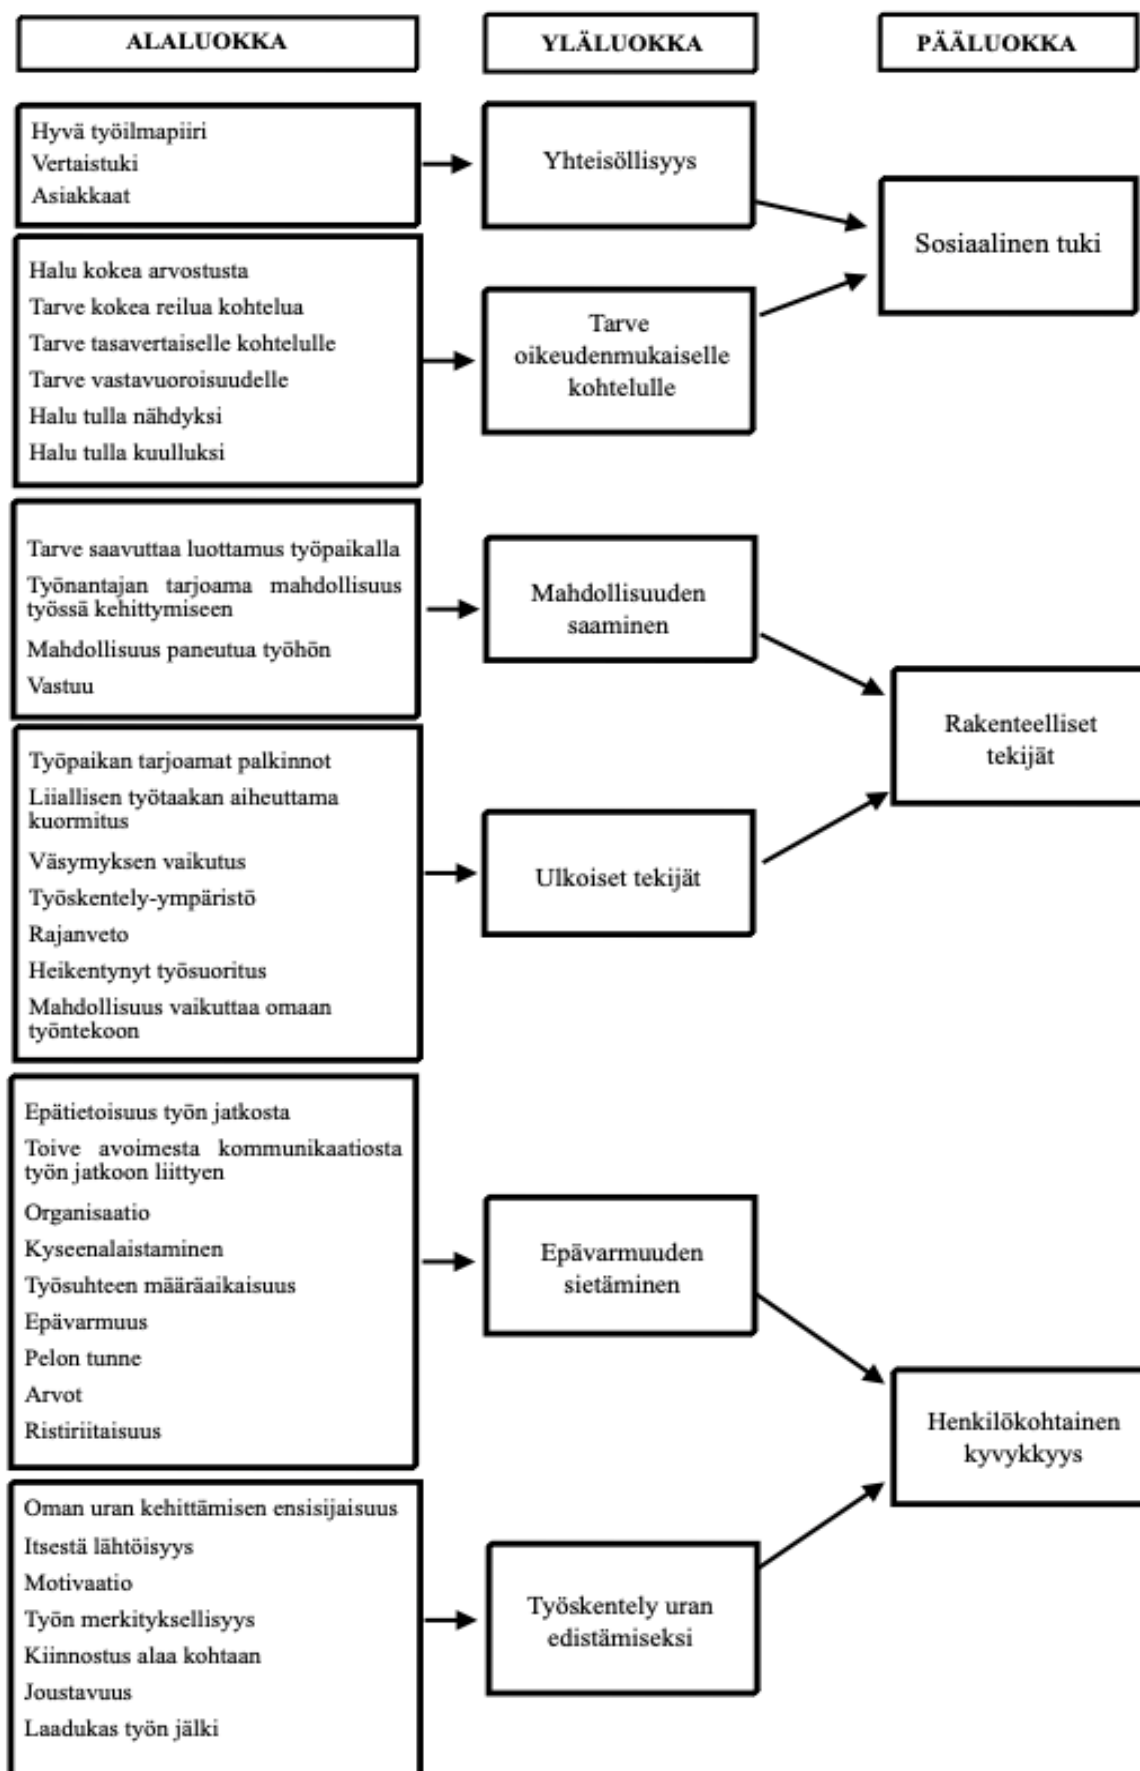 ALALUOKKA
YLÄLUOKKA
PÄÄLUOKKA
Hyvä työilmapiiri
Vertaistuki
Asiakkaat
Yhteisöllisyys
Sosiaalinen tuki
Halu kokea arvostusta
Tarve kokea reilua kohtelua
Tarve tasavertaiselle kohtelulle
Tarve vastavuoroisuudelle
Halu tulla nähdyksi
Halu tulla kuulluksi
Tarve
oikeudenmukaiselle
kohtelulle
Tarve saavuttaa luottamus työpaikalla
Työnantajan tarjoama mahdollisuus
työssä kehittymiseen
Mahdollisuus paneutua työhön
Vastuu
Mahdollisuuden
saaminen
Rakenteelliset
tekijät
Työpaikan tarjoamat palkinnot
Liiallisen työtaakan aiheuttama
kuormitus
Väsymyksen vaikutus
Työskentely-ympäristö
Rajanveto
Heikentynyt työsuoritus
Mahdollisuus vaikuttaa omaan
työntekoon
Ulkoiset tekijät
Epätietoisuus työn jatkosta
Toive avoimesta kommunikaatiosta
työn jatkoon liittyen
Organisaatio
Kyseenalaistaminen
Työsuhteen määräaikaisuus
Epävarmuus
Pelon tunne
Arvot
Ristiriitaisuus
Epävarmuuden
sietäminen
Henkilökohtainen
kyvykkyys
Oman uran kehittämisen ensisijaisuus
Itsestä lähtöisyys
Motivaatio
Työn merkityksellisyys
Kiinnostus alaa kohtaan
Joustavuus
Laadukas työn jälki
Työskentely uran
edistämiseksi